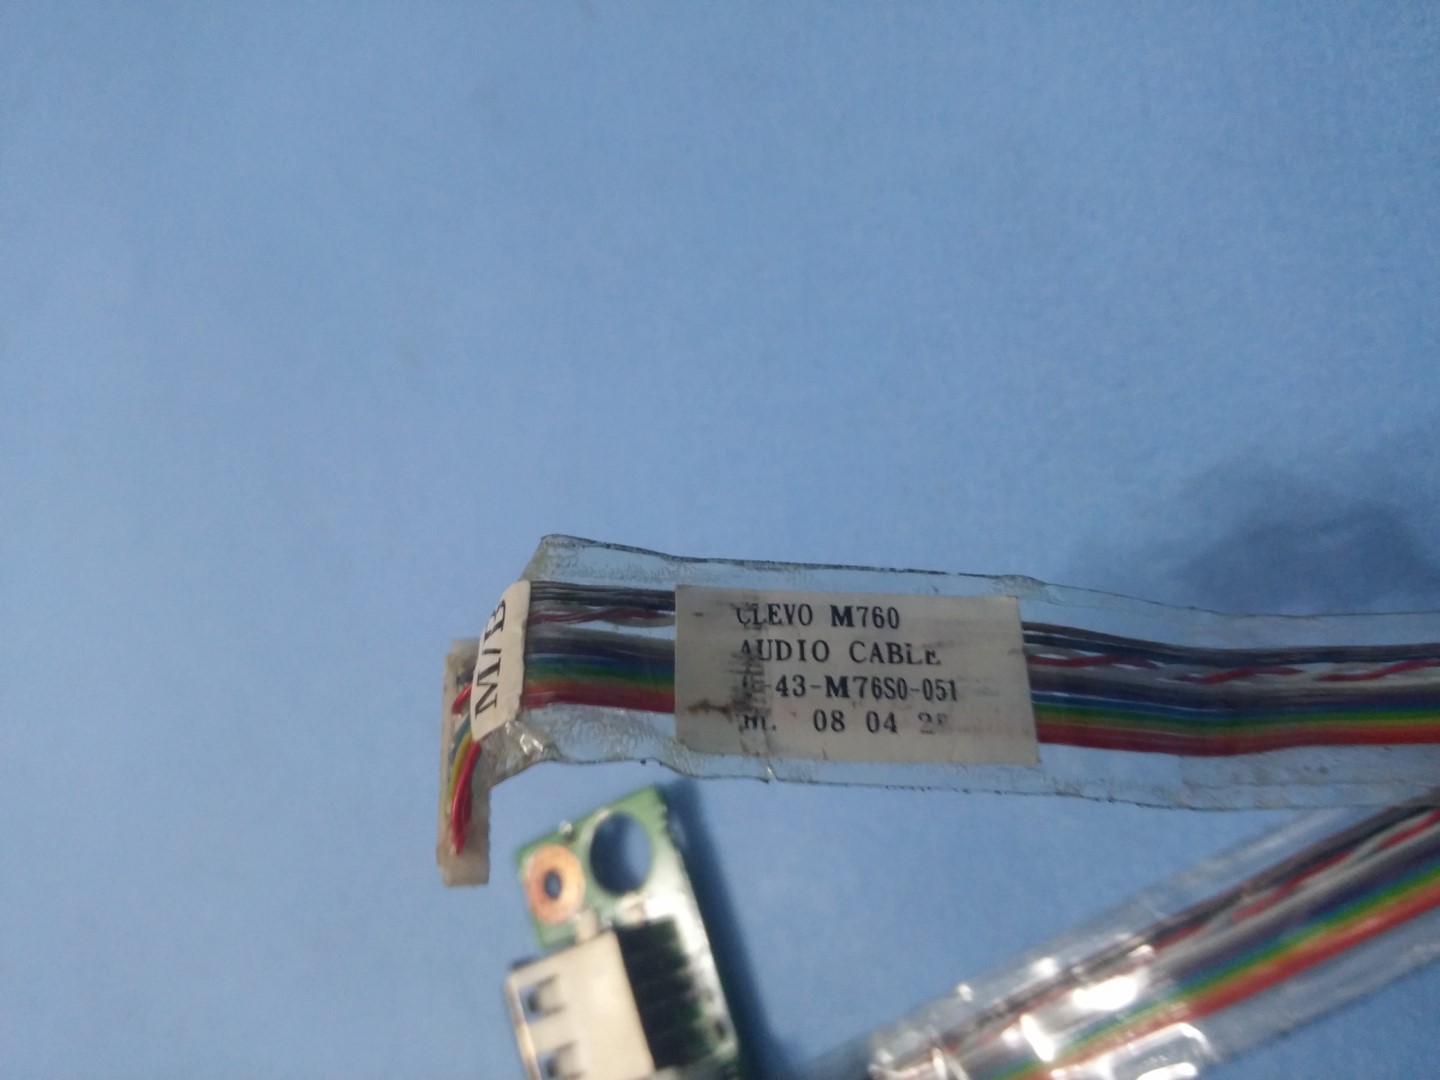 M/B
CLEVO M760
AUDIO CABLE
43-M76S0-051
08 04